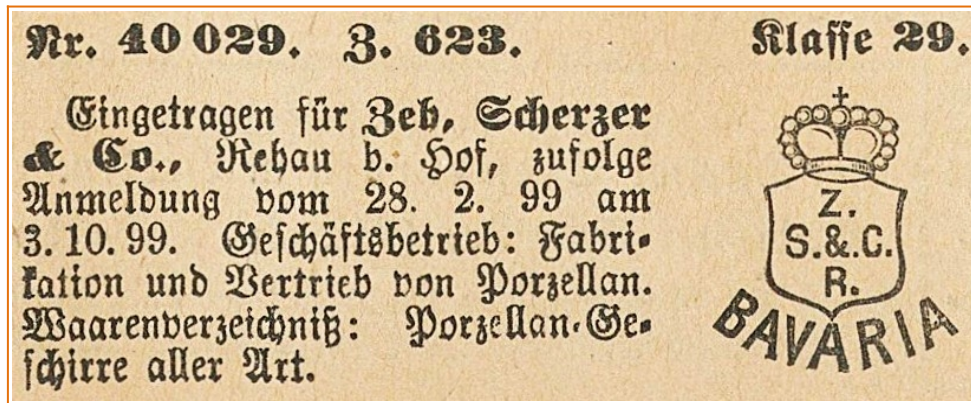 Nr. 40 029. Z. 623. Klasse 29.
Eingetragen für Zeh, Scherzer
& Co., Rehau b. Hof, zufolge
Anmeldung vom 28. 2. 99 am
3. 10. 99. Geschäftsbetrieb: Fabri-
kation und Vertrieb von Porzellan.
Waarenverzeichniß: Porzellan-Ge-
schirre aller Art.
Z.
S.&.C.
R.
BAVARIA